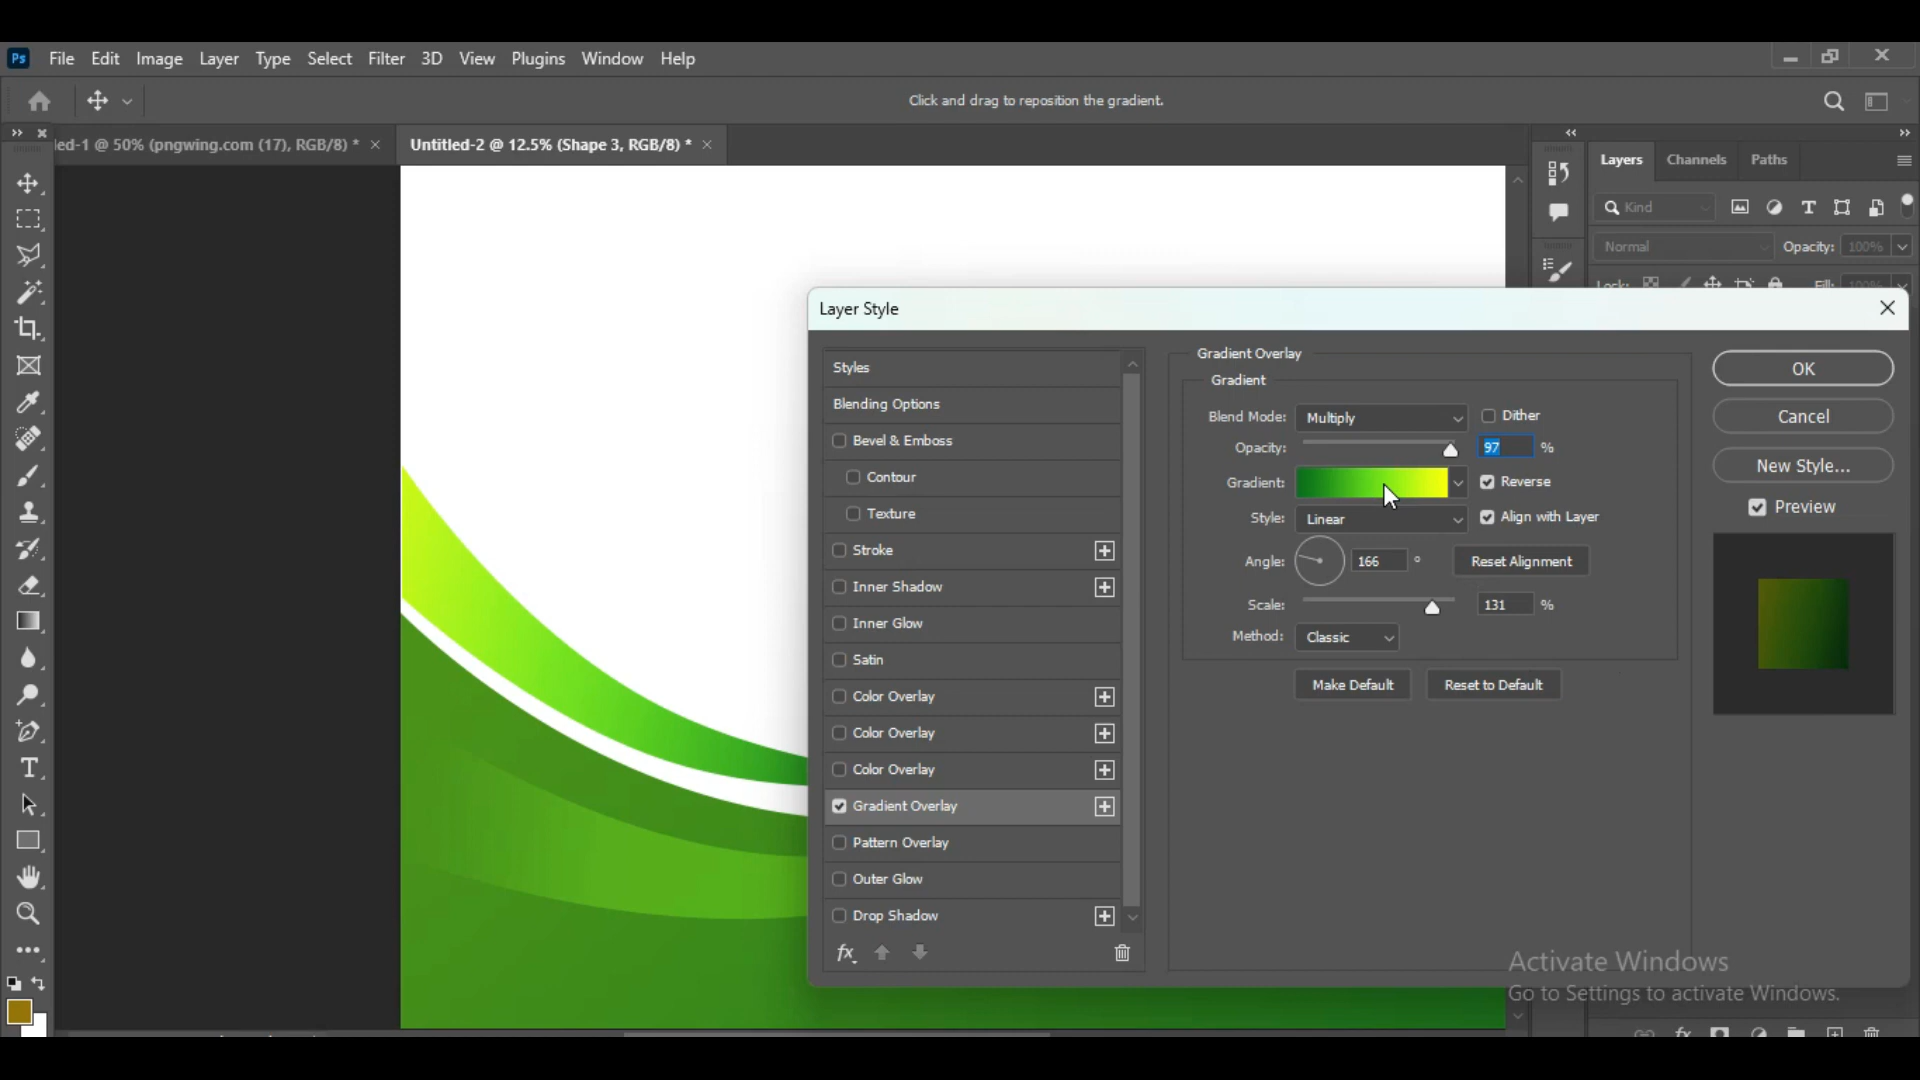 Ps File Edit Image Layer Type Select Filter 3D View Plugins Window Help
Click and drag to reposition the gradient.
led-1 @ 50% (pngwing.com (17), RGB/8) * × Untitled-2 @ 12.5% (Shape 3, RGB/8) * ×
Layers Channels Paths
Kind
Normal Opacity: 100%
Lock: Fill: 100%
Layer Style
Styles
Blending Options
Bevel & Emboss
Contour
Texture
Stroke
Inner Shadow
Inner Glow
Satin
Color Overlay
Color Overlay
Color Overlay
Gradient Overlay
Pattern Overlay
Outer Glow
Drop Shadow
fx
Gradient Overlay
Gradient
Blend Mode: Multiply Dither
Opacity: 97 %
Gradient: Reverse
Style: Linear Align with Layer
Angle: 166 ° Reset Alignment
Scale: 131 %
Method: Classic
Make Default Reset to Default
OK
Cancel
New Style...
Preview
Activate Windows
Go to Settings to activate Windows.